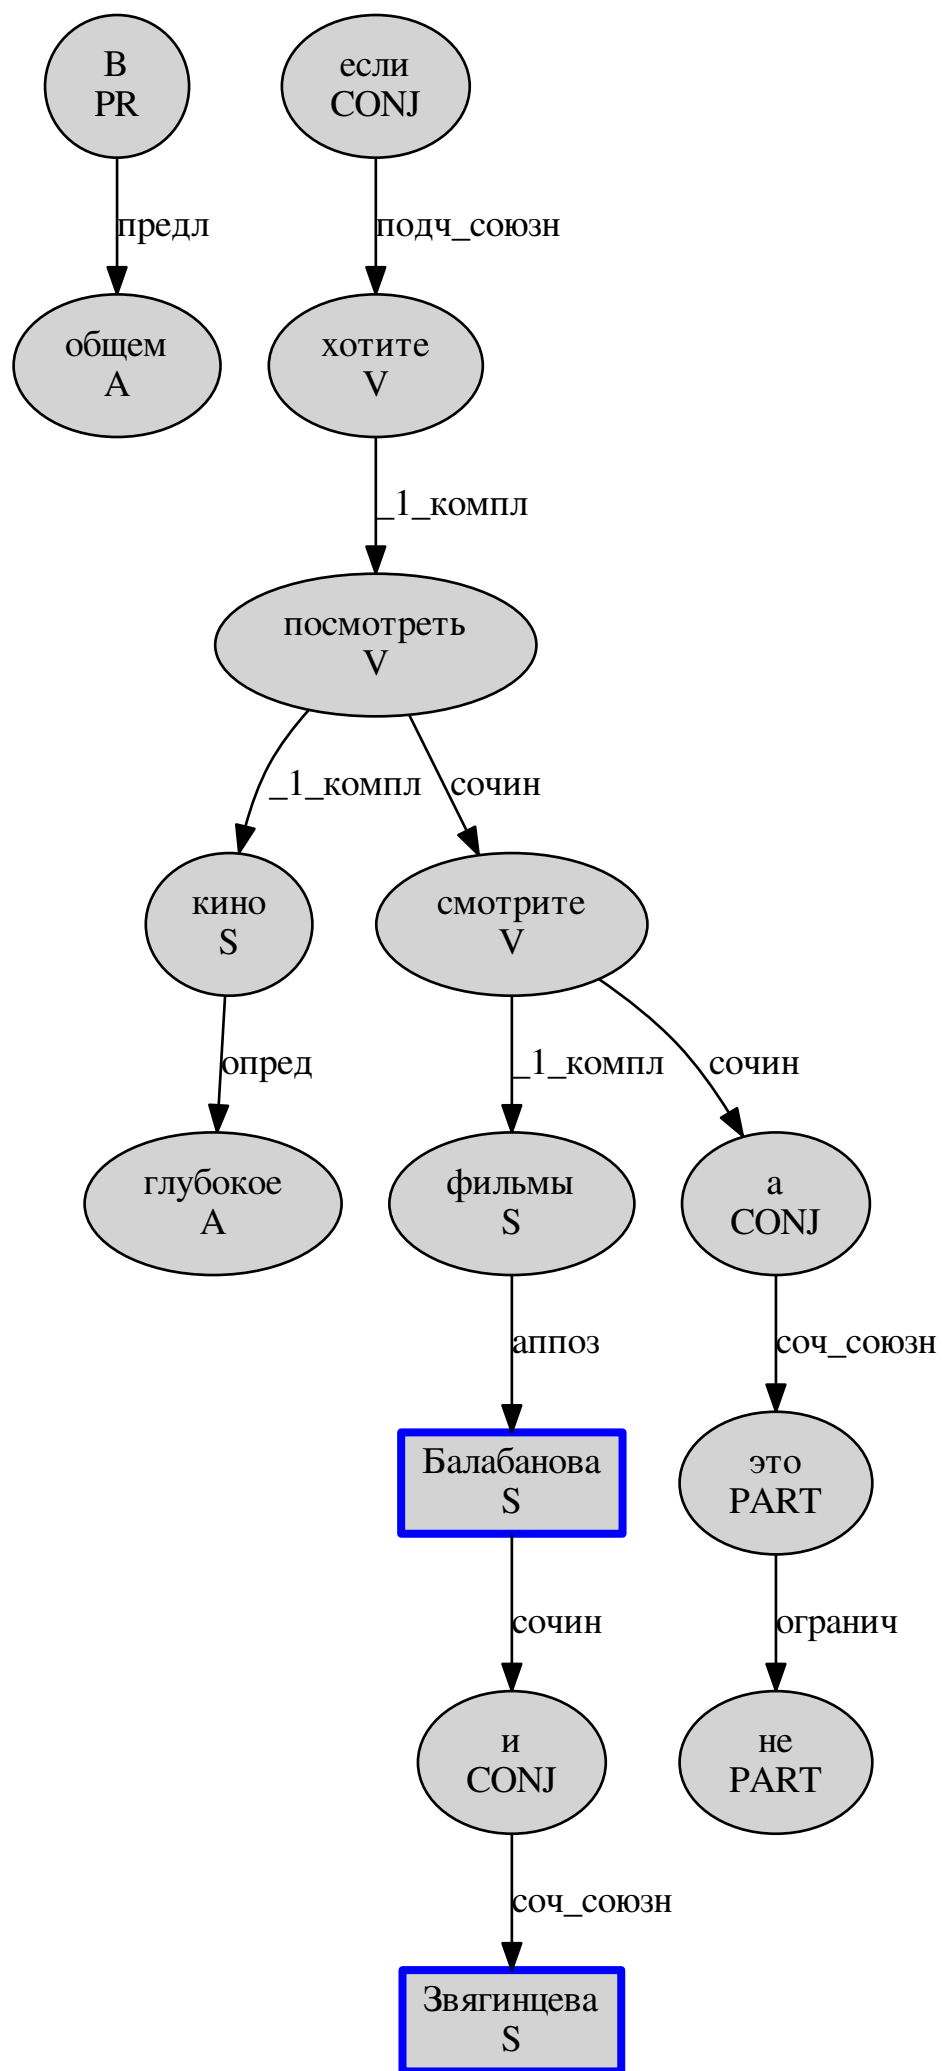 В
PR
если
CONJ
предл
подч_союзн
общем
A
хотите
V
_1_компл
посмотреть
V
_1_компл
сочин
кино
S
смотрите
V
опред
_1_компл
сочин
глубокое
A
фильмы
S
а
CONJ
аппоз
соч_союзн
Балабанова
S
это
PART
сочин
огранич
и
CONJ
не
PART
соч_союзн
Звягинцева
S